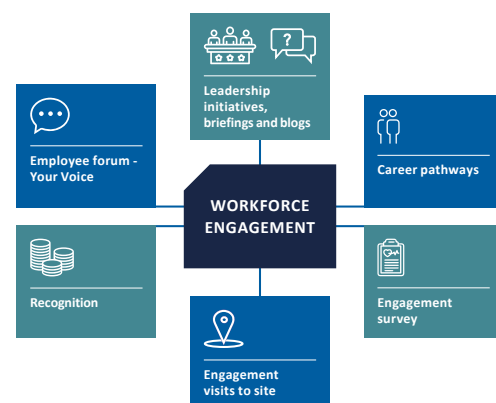 ?
Leadership
initiatives,
briefings and blogs
Employee forum -
Your Voice
Career pathways
WORKFORCE
ENGAGEMENT
Recognition
Engagement
survey
Engagement
visits to site